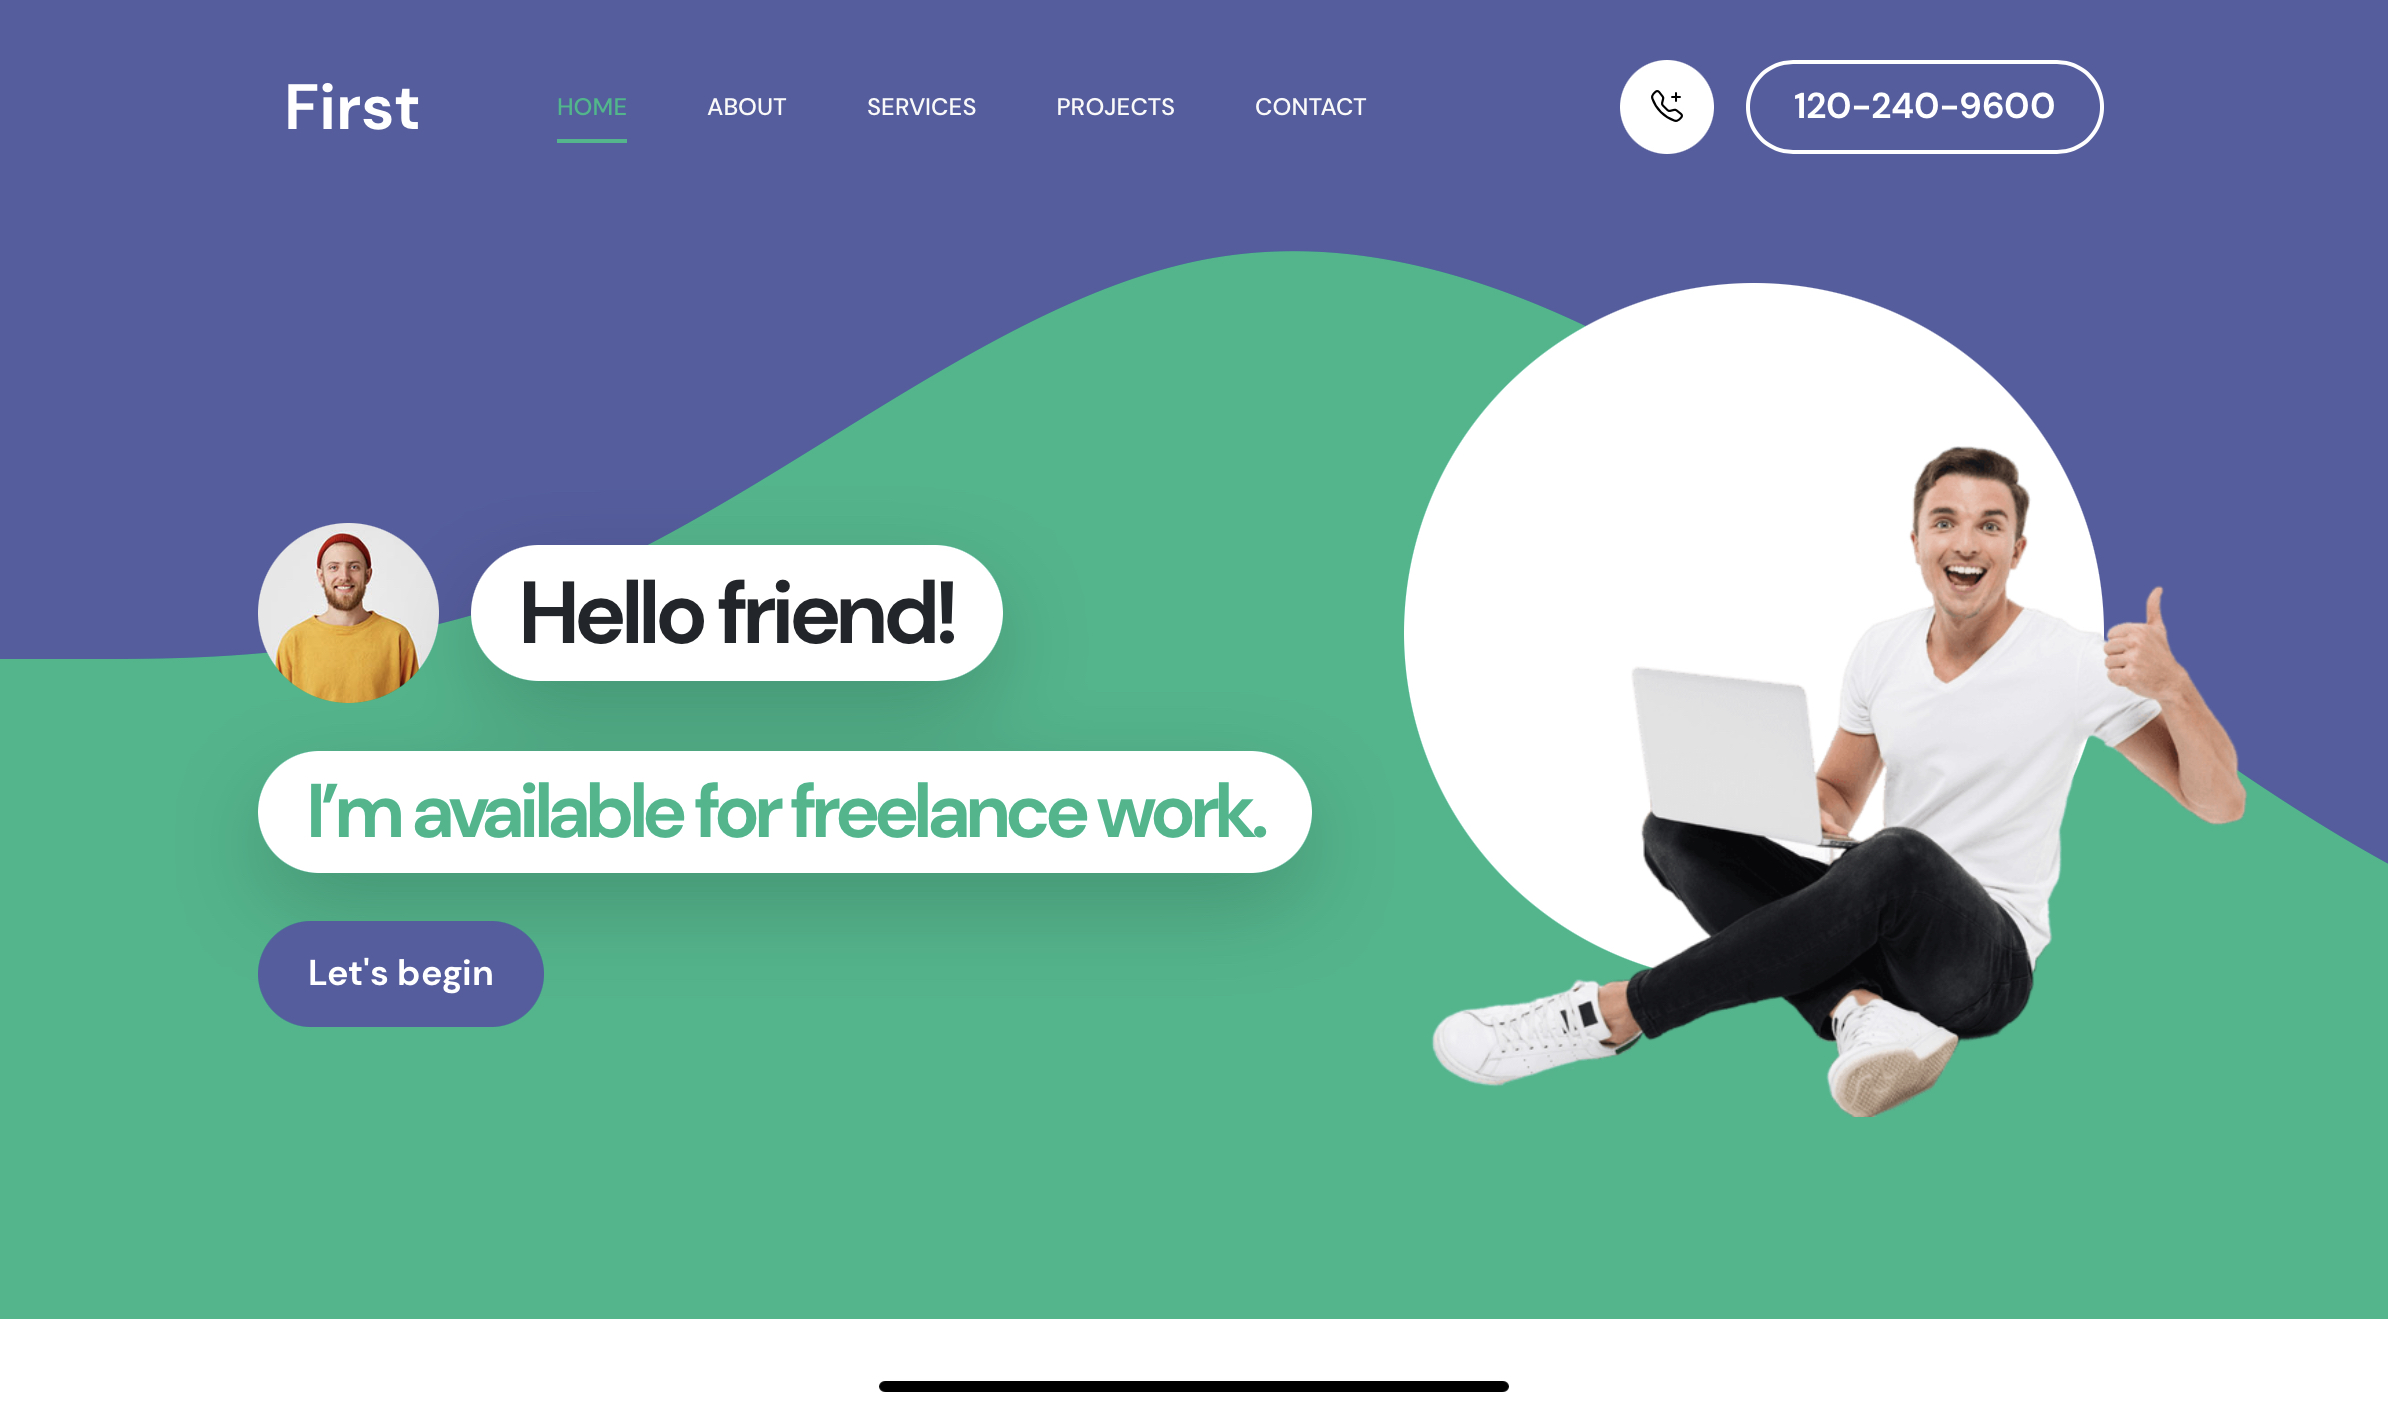 First
HOME ABOUT SERVICES PROJECTS CONTACT
120-240-9600
Hello friend!
I’m available for freelance work.
Let's begin